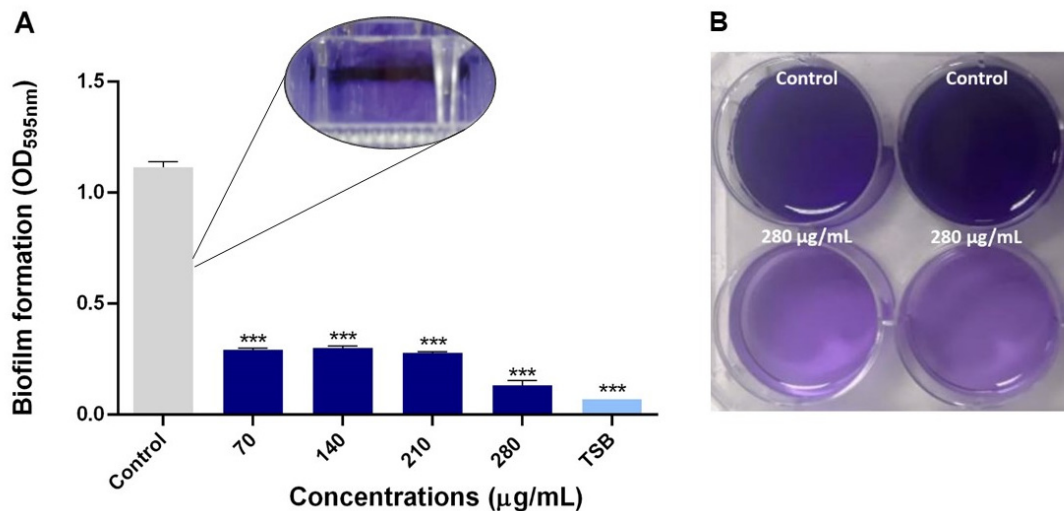 A
Biofilm formation (OD595nm)
1.5
1.0
0.5
0.0
***
***
***
***
***
Control
70
140
210
280
TSB
Concentrations (µg/mL)
B
Control
Control
280 µg/mL
280 µg/mL